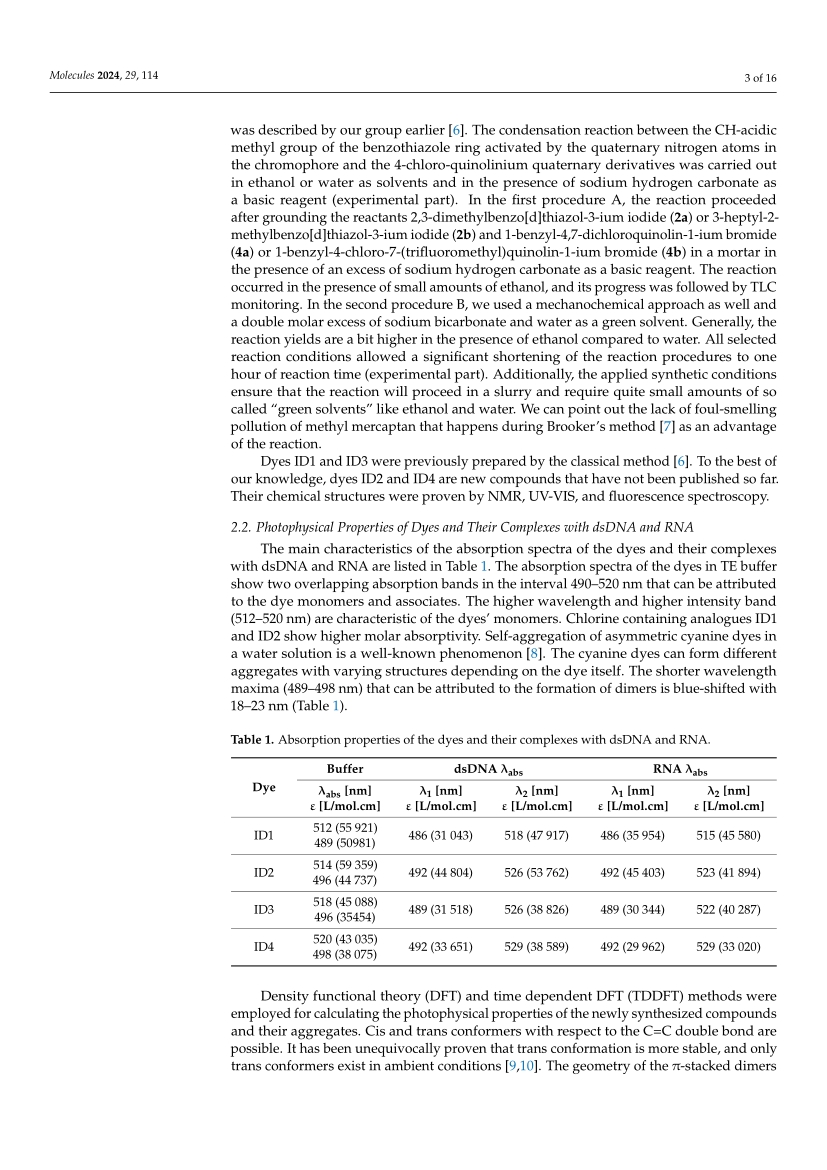 Molecules 2024, 29, 114
3 of 16
was described by our group earlier [6]. The condensation reaction between the CH-acidic
methyl group of the benzothiazole ring activated by the quaternary nitrogen atoms in
the chromophore and the 4-chloro-quinolinium quaternary derivatives was carried out
in ethanol or water as solvents and in the presence of sodium hydrogen carbonate as
a basic reagent (experimental part). In the first procedure A, the reaction proceeded
after grounding the reactants 2,3-dimethylbenzo[d]thiazol-3-ium iodide (2a) or 3-heptyl-2-
methylbenzo[d]thiazol-3-ium iodide (2b) and 1-benzyl-4,7-dichloroquinolin-1-ium bromide
(4a) or 1-benzyl-4-chloro-7-(trifluoromethyl)quinolin-1-ium bromide (4b) in a mortar in
the presence of an excess of sodium hydrogen carbonate as a basic reagent. The reaction
occurred in the presence of small amounts of ethanol, and its progress was followed by TLC
monitoring. In the second procedure B, we used a mechanochemical approach as well and
a double molar excess of sodium bicarbonate and water as a green solvent. Generally, the
reaction yields are a bit higher in the presence of ethanol compared to water. All selected
reaction conditions allowed a significant shortening of the reaction procedures to one
hour of reaction time (experimental part). Additionally, the applied synthetic conditions
ensure that the reaction will proceed in a slurry and require quite small amounts of so
called “green solvents” like ethanol and water. We can point out the lack of foul-smelling
pollution of methyl mercaptan that happens during Brooker’s method [7] as an advantage
of the reaction.
Dyes ID1 and ID3 were previously prepared by the classical method [6]. To the best of
our knowledge, dyes ID2 and ID4 are new compounds that have not been published so far.
Their chemical structures were proven by NMR, UV-VIS, and fluorescence spectroscopy.
2.2. Photophysical Properties of Dyes and Their Complexes with dsDNA and RNA
The main characteristics of the absorption spectra of the dyes and their complexes
with dsDNA and RNA are listed in Table 1. The absorption spectra of the dyes in TE buffer
show two overlapping absorption bands in the interval 490–520 nm that can be attributed
to the dye monomers and associates. The higher wavelength and higher intensity band
(512–520 nm) are characteristic of the dyes’ monomers. Chlorine containing analogues ID1
and ID2 show higher molar absorptivity. Self-aggregation of asymmetric cyanine dyes in
a water solution is a well-known phenomenon [8]. The cyanine dyes can form different
aggregates with varying structures depending on the dye itself. The shorter wavelength
maxima (489–498 nm) that can be attributed to the formation of dimers is blue-shifted with
18–23 nm (Table 1).
Table 1. Absorption properties of the dyes and their complexes with dsDNA and RNA.
Dye Buffer dsDNA λabs RNA λabs
λabs [nm] λ1 [nm] λ2 [nm] λ1 [nm] λ2 [nm]
ε [L/mol.cm] ε [L/mol.cm] ε [L/mol.cm] ε [L/mol.cm] ε [L/mol.cm]
ID1 512 (55 921) 486 (31 043) 518 (47 917) 486 (35 954) 515 (45 580)
489 (50981)
ID2 514 (59 359) 492 (44 804) 526 (53 762) 492 (45 403) 523 (41 894)
496 (44 737)
ID3 518 (45 088) 489 (31 518) 526 (38 826) 489 (30 344) 522 (40 287)
496 (35454)
ID4 520 (43 035) 492 (33 651) 529 (38 589) 492 (29 962) 529 (33 020)
498 (38 075)
Density functional theory (DFT) and time dependent DFT (TDDFT) methods were
employed for calculating the photophysical properties of the newly synthesized compounds
and their aggregates. Cis and trans conformers with respect to the C=C double bond are
possible. It has been unequivocally proven that trans conformation is more stable, and only
trans conformers exist in ambient conditions [9,10]. The geometry of the π-stacked dimers